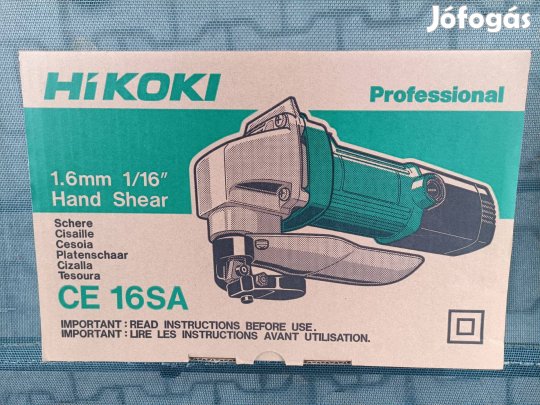 Jófogás
HiKOKI
Professional
1.6mm 1/16"
Hand Shear
Schere
Cisaille
Cesoia
Platenschaar
Cizalla
Tesoura
CE 16SA
IMPORTANT : READ INSTRUCTIONS BEFORE USE.
IMPORTANT : LIRE LES INSTRUCTIONS AVANT UTILISATION.